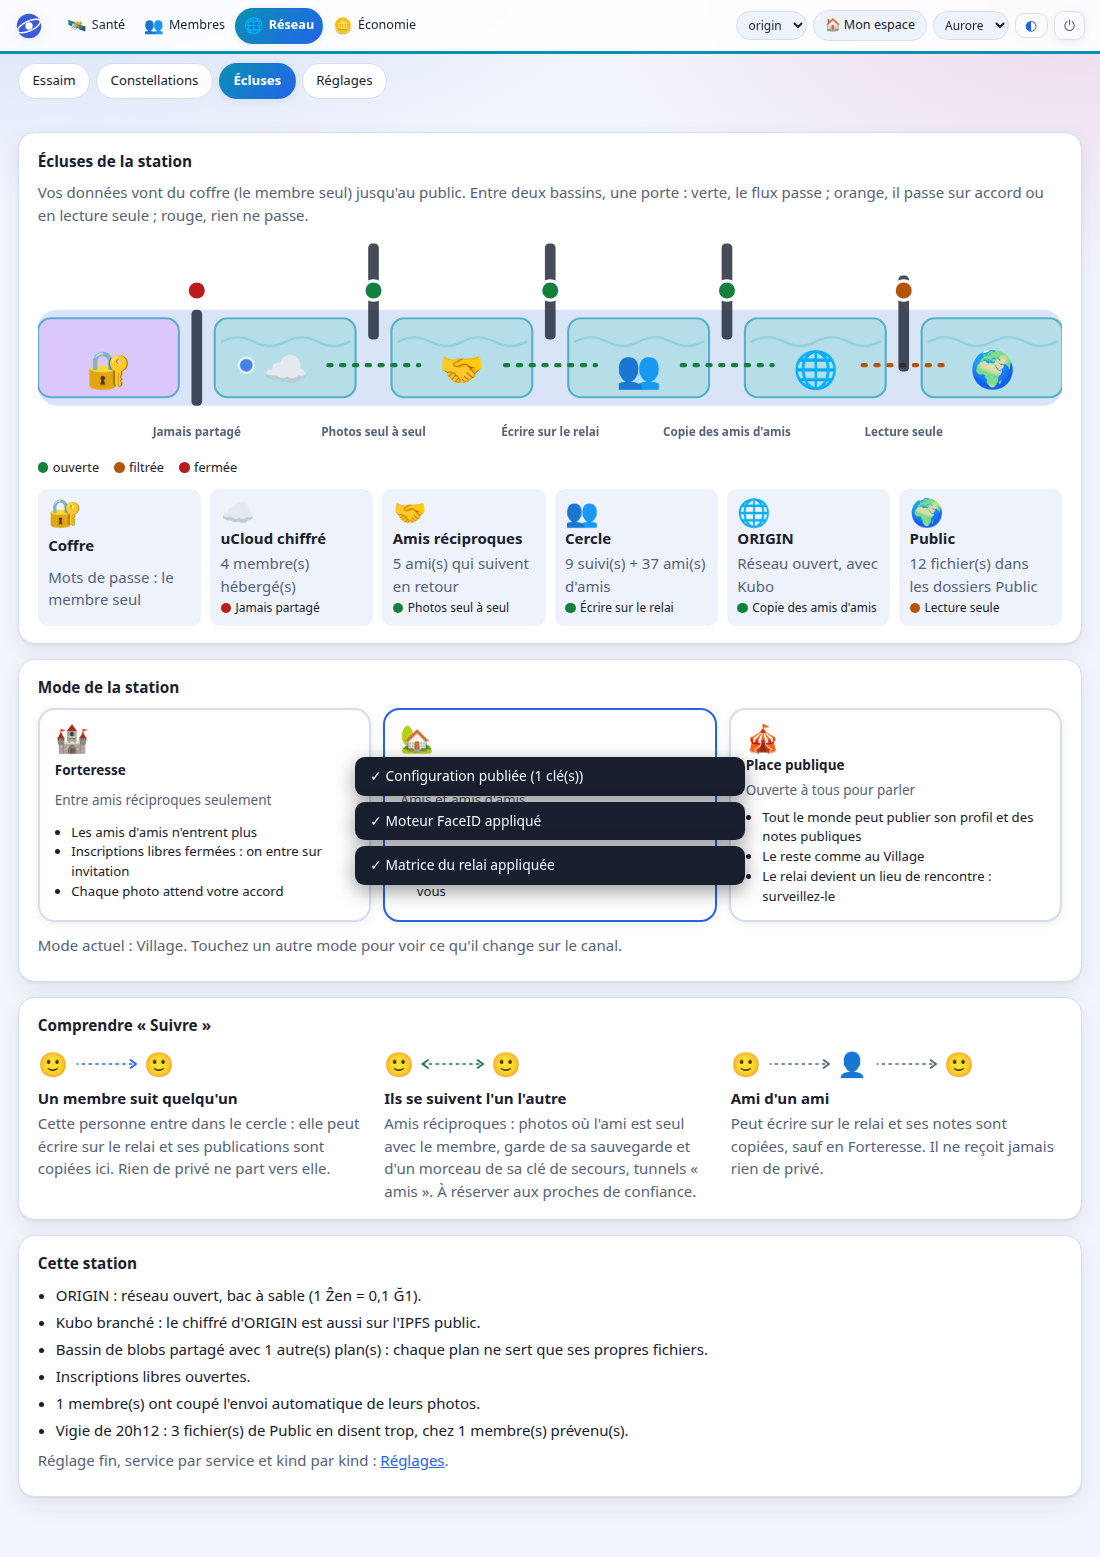 Santé Membres Réseau Économie origin Mon espace Aurore
Essaim Constellations Écluses Réglages
Écluses de la station
Vos données vont du coffre (le membre seul) jusqu'au public. Entre deux bassins, une porte : verte, le flux passe ; orange, il passe sur accord ou
en lecture seule ; rouge, rien ne passe.
Jamais partagé Photos seul à seul Écrire sur le relai Copie des amis d'amis Lecture seule
ouverte filtrée fermée
Coffre
Mots de passe : le
membre seul
uCloud chiffré
4 membre(s)
hébergé(s)
Jamais partagé
Amis réciproques
5 ami(s) qui suivent
en retour
Photos seul à seul
Cercle
9 suivi(s) + 37 ami(s)
d'amis
Écrire sur le relai
ORIGIN
Réseau ouvert, avec
Kubo
Copie des amis d'amis
Public
12 fichier(s) dans
les dossiers Public
Lecture seule
Mode de la station
Forteresse
Entre amis réciproques seulement
Les amis d'amis n'entrent plus
Inscriptions libres fermées : on entre sur
invitation
Chaque photo attend votre accord
✓ Configuration publiée (1 clé(s))
Amis et amis d'amis
✓ Moteur FaceID appliqué
✓ Matrice du relai appliquée
vous
Place publique
Ouverte à tous pour parler
Tout le monde peut publier son profil et des
notes publiques
Le reste comme au Village
Le relai devient un lieu de rencontre :
surveillez-le
Mode actuel : Village. Touchez un autre mode pour voir ce qu'il change sur le canal.
Comprendre « Suivre »
Un membre suit quelqu'un
Cette personne entre dans le cercle : elle peut
écrire sur le relai et ses publications sont
copiées ici. Rien de privé ne part vers elle.
Ils se suivent l'un l'autre
Amis réciproques : photos où l'ami est seul
avec le membre, garde de sa sauvegarde et
d'un morceau de sa clé de secours, tunnels «
amis ». À réserver aux proches de confiance.
Ami d'un ami
Peut écrire sur le relai et ses notes sont
copiées, sauf en Forteresse. Il ne reçoit jamais
rien de privé.
Cette station
ORIGIN : réseau ouvert, bac à sable (1 Ẑen = 0,1 Ğ1).
Kubo branché : le chiffré d'ORIGIN est aussi sur l'IPFS public.
Bassin de blobs partagé avec 1 autre(s) plan(s) : chaque plan ne sert que ses propres fichiers.
Inscriptions libres ouvertes.
1 membre(s) ont coupé l'envoi automatique de leurs photos.
Vigie de 20h12 : 3 fichier(s) de Public en disent trop, chez 1 membre(s) prévenu(s).
Réglage fin, service par service et kind par kind : Réglages.